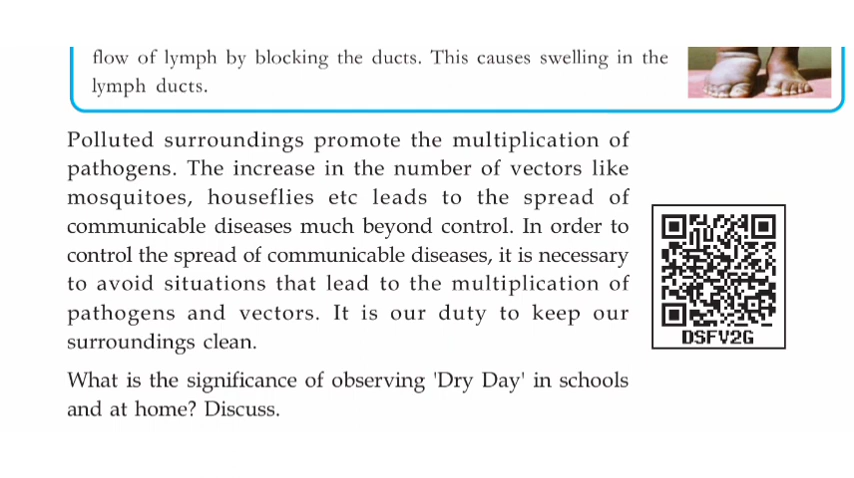 flow of lymph by blocking the ducts. This causes swelling in the
lymph ducts.
Polluted surroundings promote the multiplication of
pathogens. The increase in the number of vectors like
mosquitoes, houseflies etc leads to the spread of
communicable diseases much beyond control. In order to
control the spread of communicable diseases, it is necessary
to avoid situations that lead to the multiplication of
pathogens and vectors. It is our duty to keep our
surroundings clean.
DSFV2G
What is the significance of observing 'Dry Day' in schools
and at home? Discuss.